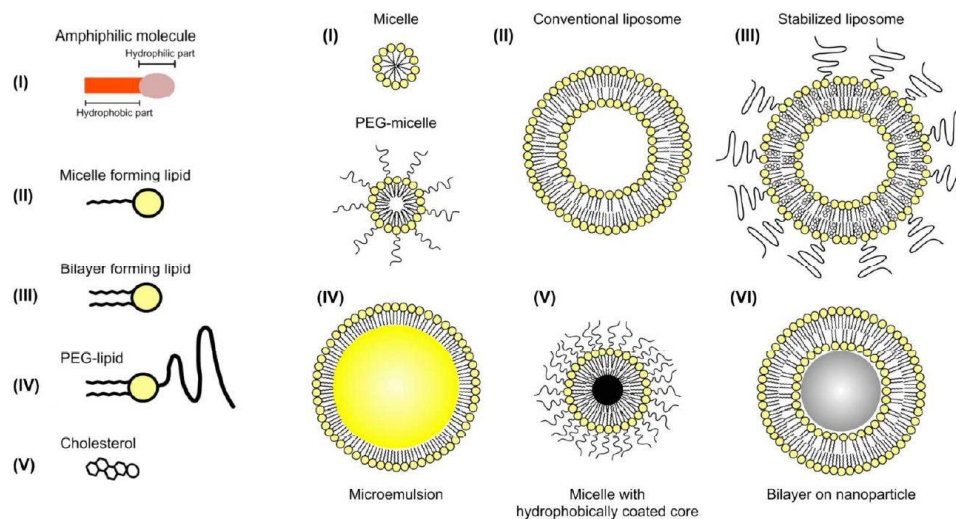 Amphiphilic molecule
Hydrophilic part
(I)
Hydrophobic part
Micelle forming lipid
(II)
Bilayer forming lipid
(III)
PEG-lipid
(IV)
Cholesterol
(V)
Micelle
(I)
PEG-micelle
Conventional liposome
(II)
Stabilized liposome
(III)
(IV)
Microemulsion
(V)
Micelle with
hydrophobically coated core
(VI)
Bilayer on nanoparticle